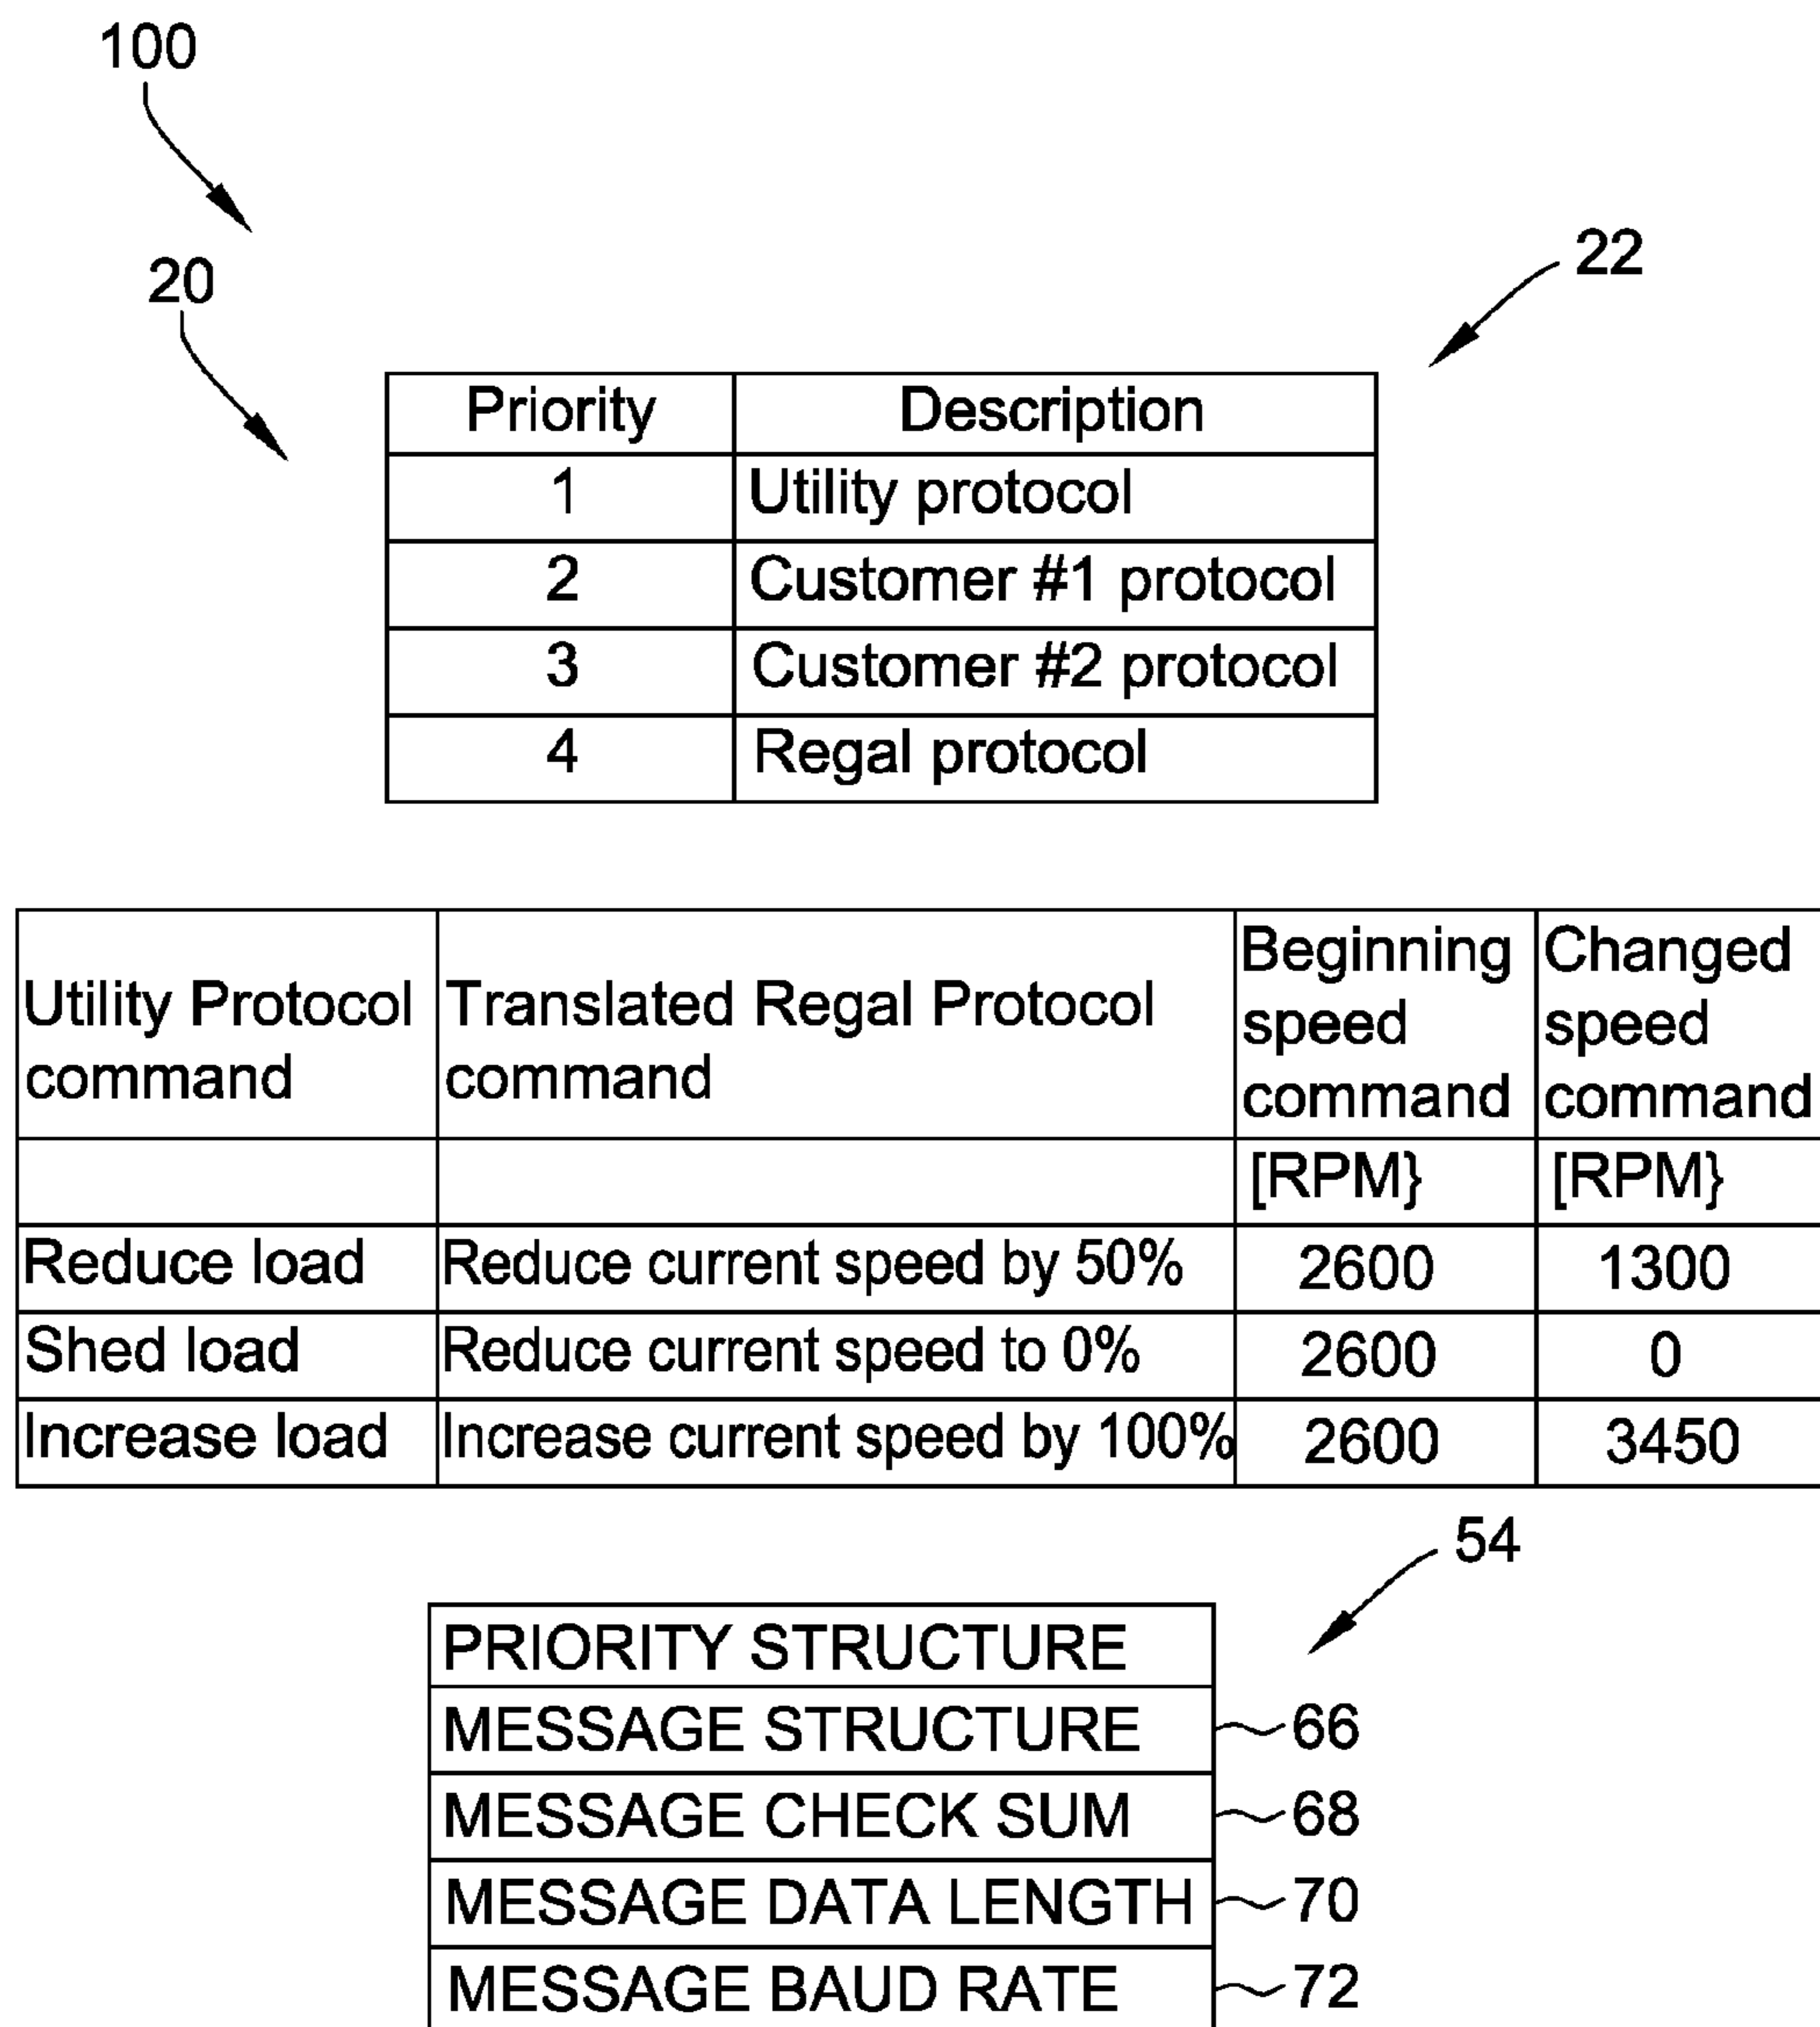 100
20
22
Priority Description
1 Utility protocol
2 Customer #1 protocol
3 Customer #2 protocol
4 Regal protocol
Utility Protocol command Translated Regal Protocol command Beginning speed command Changed speed command
[RPM} [RPM}
Reduce load Reduce current speed by 50% 2600 1300
Shed load Reduce current speed to 0% 2600 0
Increase load Increase current speed by 100% 2600 3450
54
PRIORITY STRUCTURE
MESSAGE STRUCTURE 66
MESSAGE CHECK SUM 68
MESSAGE DATA LENGTH 70
MESSAGE BAUD RATE 72